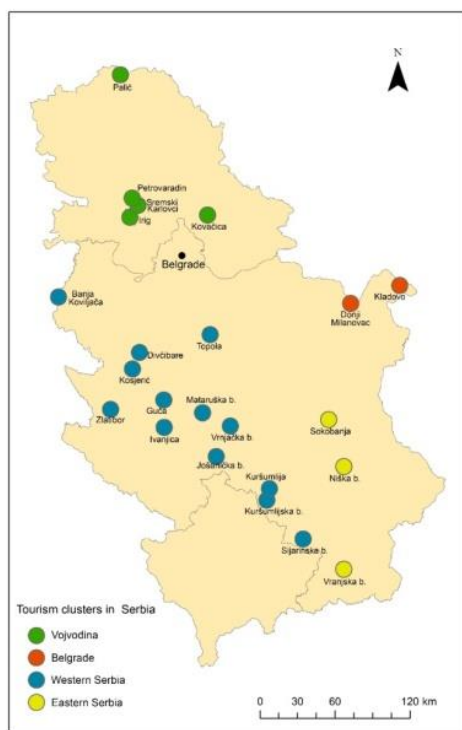 N
Palić
Petrovaradin
Sremski
Karlovci
Irig
Kovačica
Belgrade
Banja
Koviljača
Kladovo
Donji
Milanovac
Topola
Divčibare
Kosjerić
Guča
Mataruška b.
Zlatibor
Ivanjica
Vrnjačka b.
Sokobanja
Jošanička b.
Niška b.
Kuršumlija
Kuršumlijska b.
Sijarinske b.
Vranjska b.
Tourism clusters in Serbia
Vojvodina
Belgrade
Western Serbia
Eastern Serbia
0 30 60 120 km